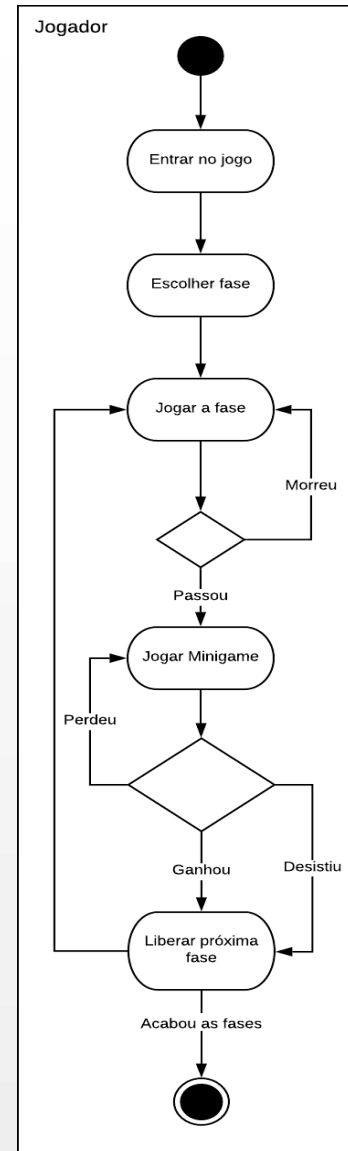 Jogador
Entrar no jogo
Escolher fase
Jogar a fase
Morreu
Passou
Jogar Minigame
Perdeu
Ganhou
Desistiu
Liberar próxima
fase
Acabou as fases